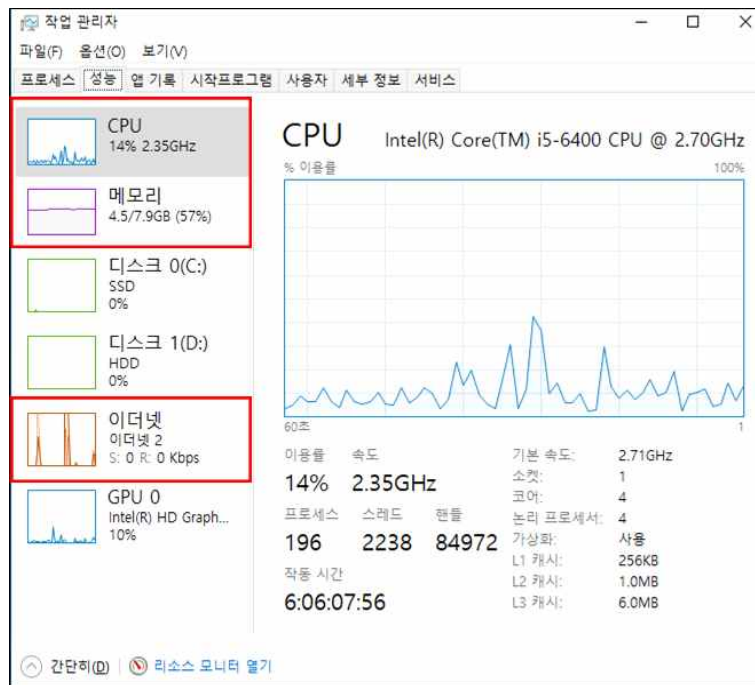 작업 관리자
파일(F) 옵션(O) 보기(V)
프로세스 성능 앱 기록 시작프로그램 사용자 세부 정보 서비스
CPU
14% 2.35GHz
메모리
4.5/7.9GB (57%)
디스크 0(C:)
SSD
0%
디스크 1(D:)
HDD
0%
이더넷
이더넷 2
S: 0 R: 0 Kbps
GPU 0
Intel(R) HD Graph...
10%
CPU Intel(R) Core(TM) i5-6400 CPU @ 2.70GHz
% 이용률 100%
60초 1
이용률 속도
14% 2.35GHz
프로세스 스레드 핸들
196 2238 84972
작동 시간
6:06:07:56
기본 속도: 2.71GHz
소켓: 1
코어: 4
논리 프로세서: 4
가상화: 사용
L1 캐시: 256KB
L2 캐시: 1.0MB
L3 캐시: 6.0MB
간단히(D) 리소스 모니터 열기